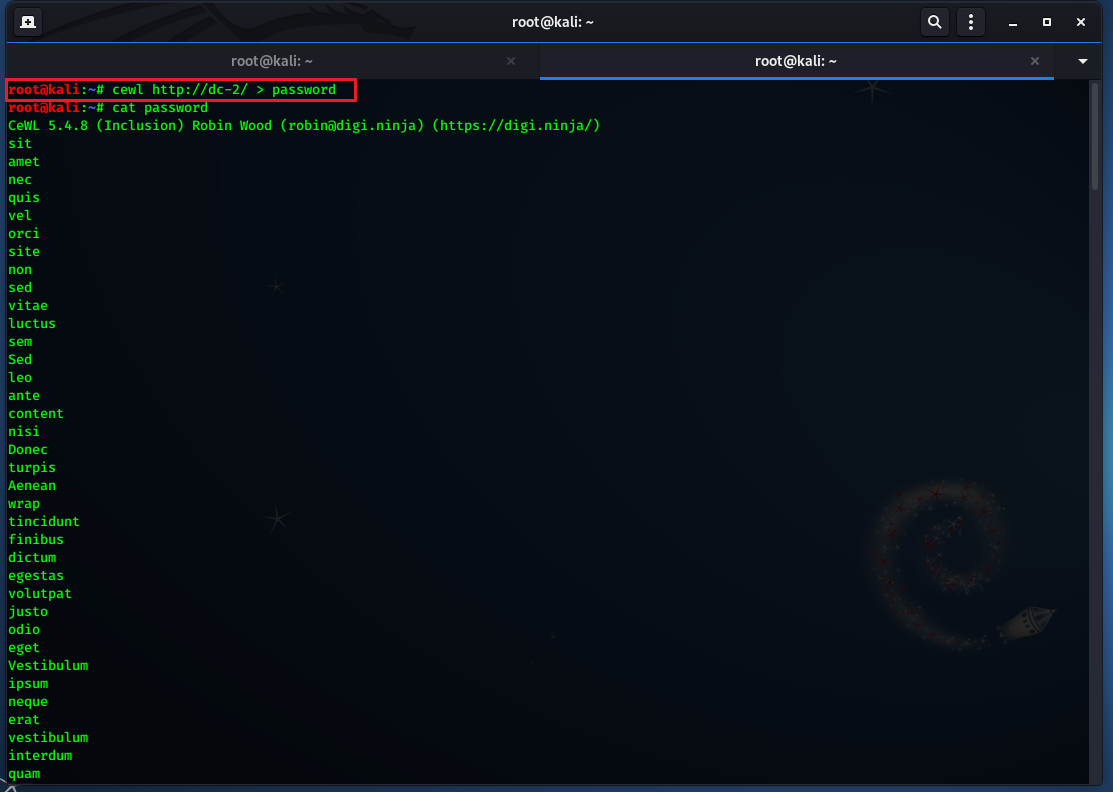 root@kali: ~
root@kali: ~
root@kali: ~
root@kali:~# cewl http://dc-2/ > password
root@kali:~# cat password
CeWL 5.4.8 (Inclusion) Robin Wood (robin@digi.ninja) (https://digi.ninja/)
sit
amet
nec
quis
vel
orci
site
non
sed
vitae
luctus
sem
Sed
leo
ante
content
nisi
Donec
turpis
Aenean
wrap
tincidunt
finibus
dictum
egestas
volutpat
justo
odio
eget
Vestibulum
ipsum
neque
erat
vestibulum
interdum
quam